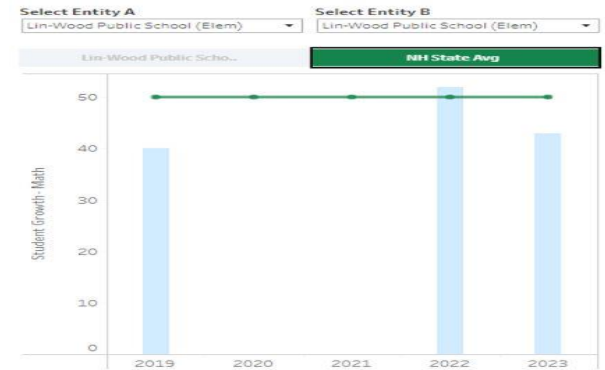 Select Entity A Select Entity B
Lin-Wood Public School (Elem) Lin-Wood Public School (Elem)
Lin-Wood Public Scho.. NH State Avg
50
40
30
20
10
0
Student Growth- Math
2019 2020 2021 2022 2023